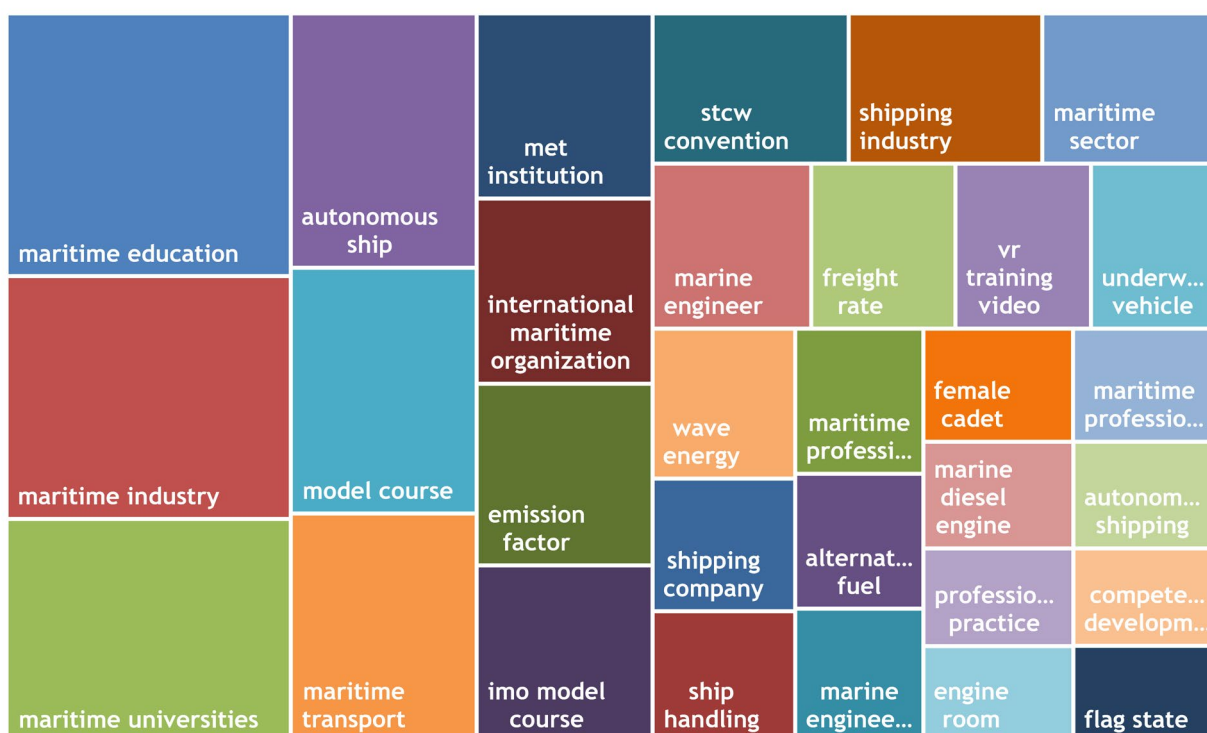 maritime education
maritime industry
maritime universities
autonomous
ship
model course
maritime
transport
met
institution
international
maritime
organization
emission
factor
imo model
course
stcw
convention
shipping
industry
maritime
sector
marine
engineer
freight
rate
vr
training
video
underw...
vehicle
wave
energy
shipping
company
ship
handling
maritime
professi...
alternat...
fuel
marine
enginee...
female
cadet
marine
diesel
engine
professio...
practice
engine
room
maritime
professio...
autonom...
shipping
compete...
developm...
flag state